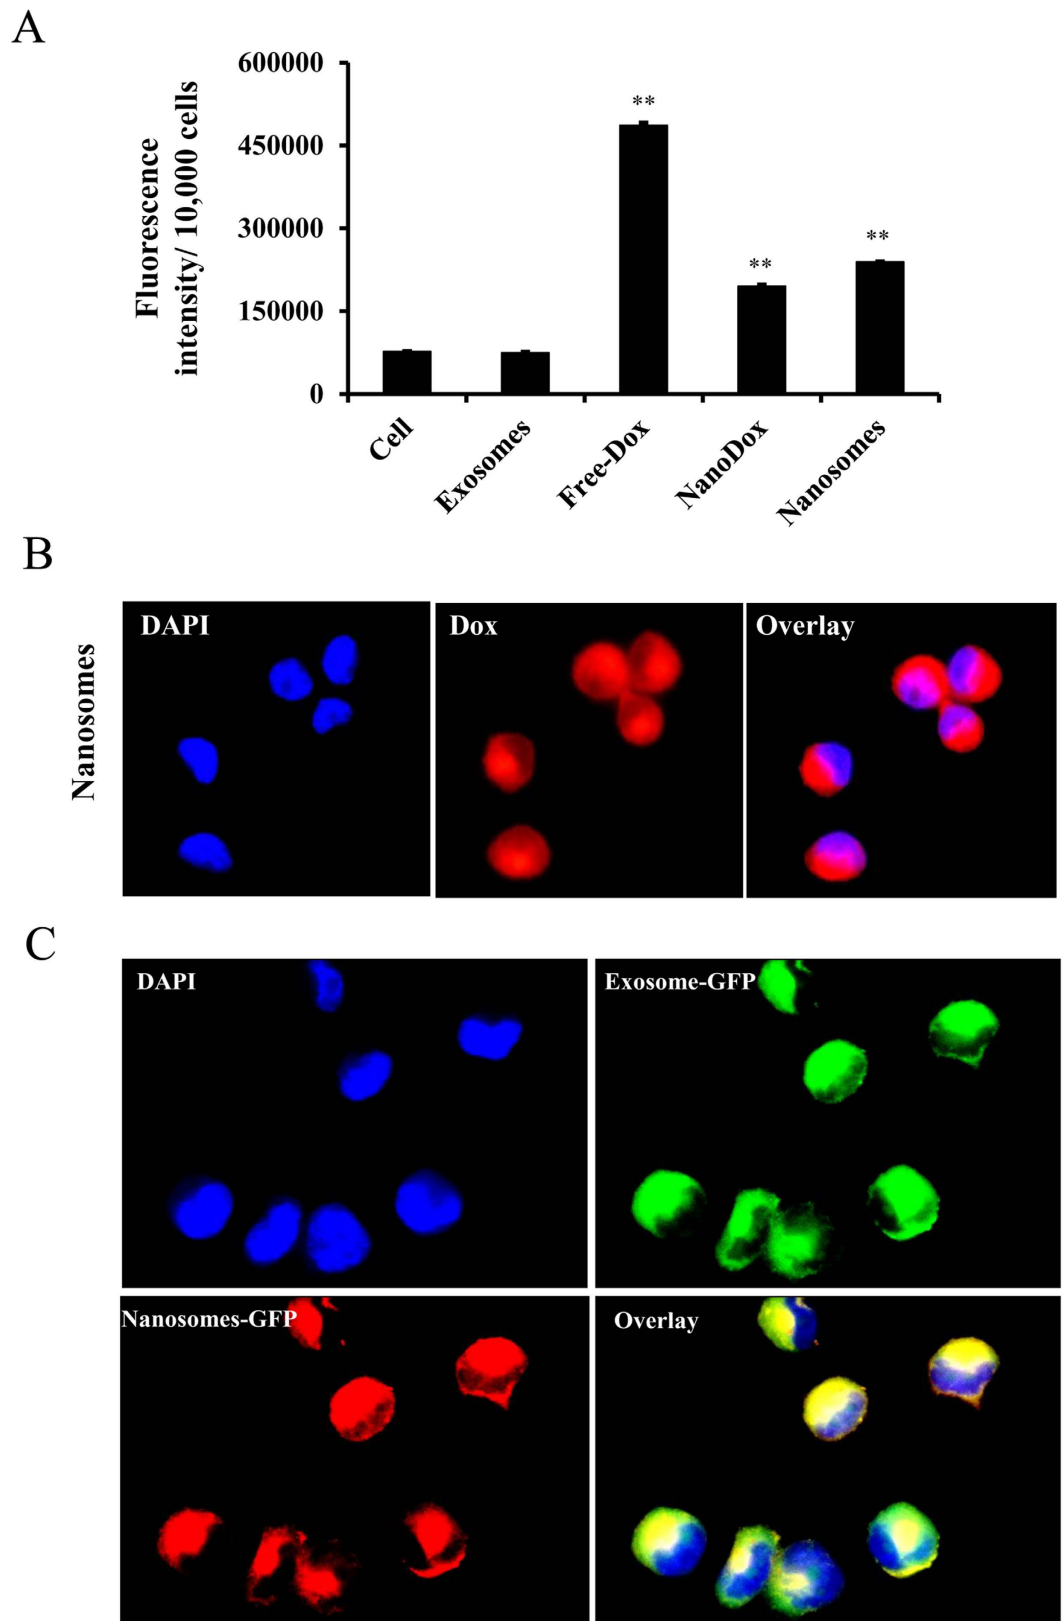 A
600000
450000
300000
150000
0
Fluorescence
intensity/ 10,000 cells
**
**
**
Cell
Exosomes
Free-Dox
NanoDox
Nanosomes
B
Nanosomes
DAPI
Dox
Overlay
C
DAPI
Exosome-GFP
Nanosomes-GFP
Overlay